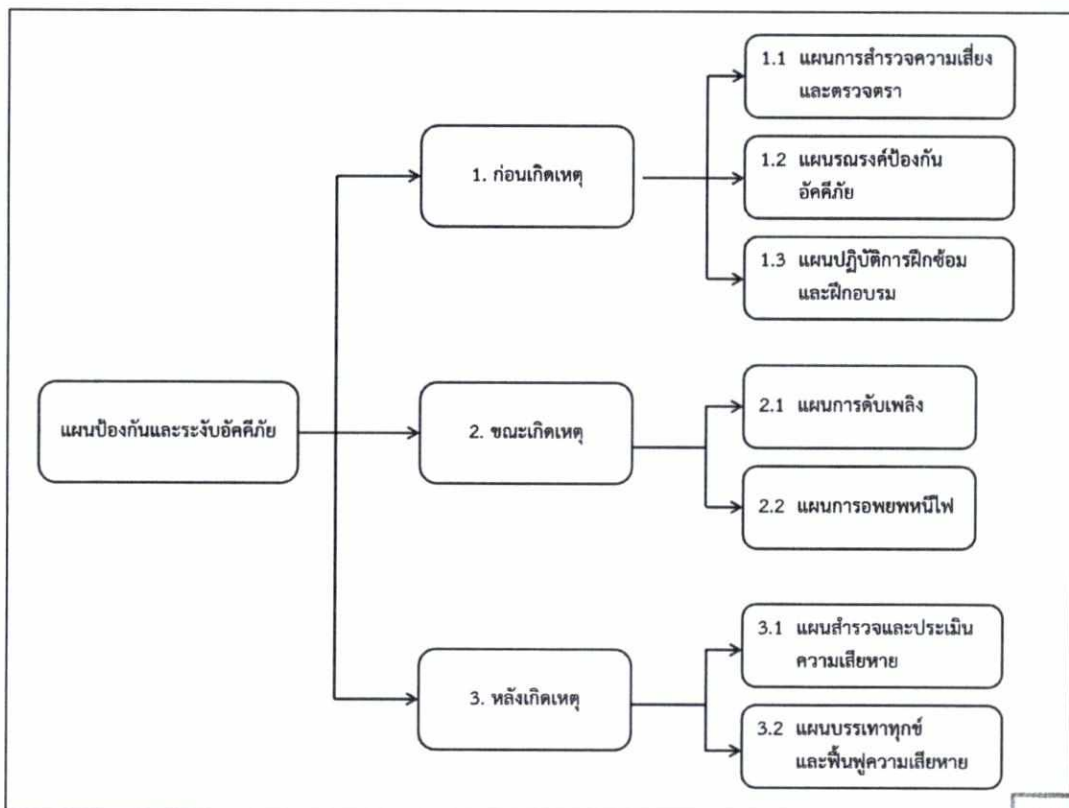 แผนป้องกันและระงับอัคคีภัย
1. ก่อนเกิดเหตุ
1.1 แผนการสำรวจความเสี่ยง
และตรวจตรา
1.2 แผนรณรงค์ป้องกัน
อัคคีภัย
1.3 แผนปฏิบัติการฝึกซ้อม
และฝึกอบรม
2. ขณะเกิดเหตุ
2.1 แผนการดับเพลิง
2.2 แผนการอพยพหนีไฟ
3. หลังเกิดเหตุ
3.1 แผนสำรวจและประเมิน
ความเสียหาย
3.2 แผนบรรเทาทุกข์
และฟื้นฟูความเสียหาย